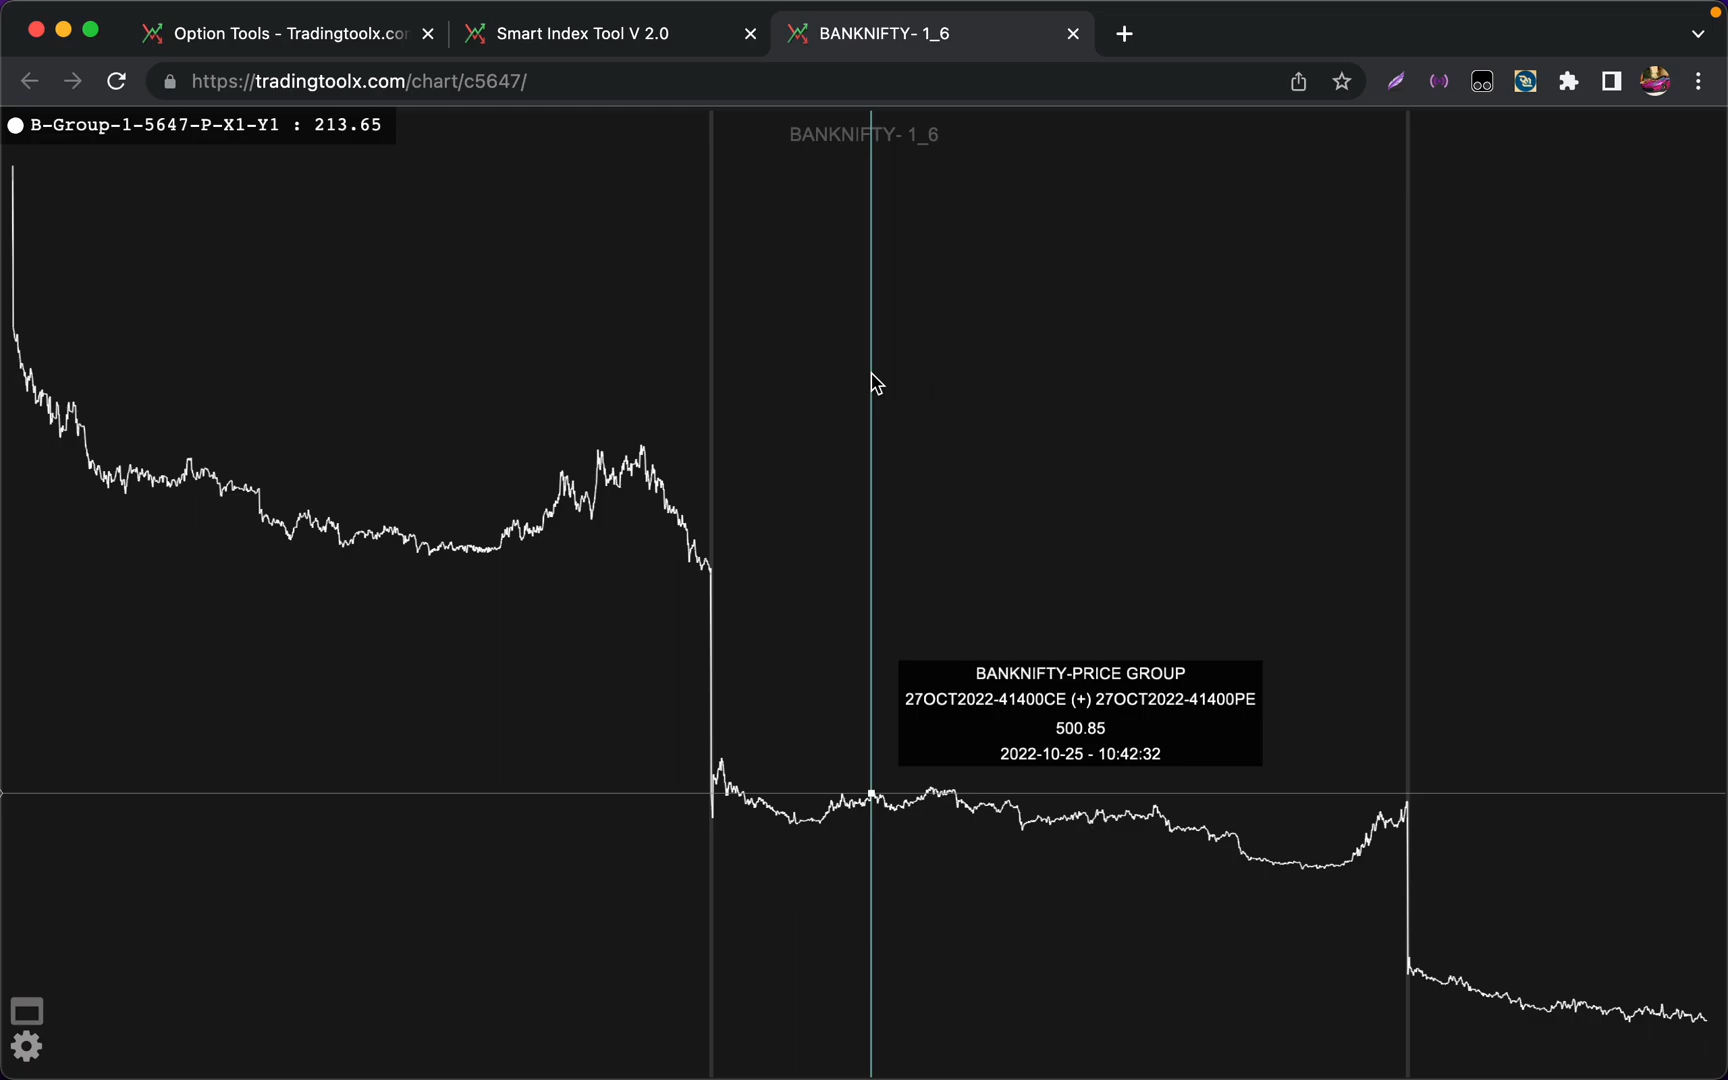 Option Tools - Tradingtoolx.co
Smart Index Tool V 2.0
BANKNIFTY- 1_6
https://tradingtoolx.com/chart/c5647/
B-Group-1-5647-P-X1-Y1 : 213.65
BANKNIFTY- 1_6
BANKNIFTY-PRICE GROUP
27OCT2022-41400CE (+) 27OCT2022-41400PE
500.85
2022-10-25 - 10:42:32